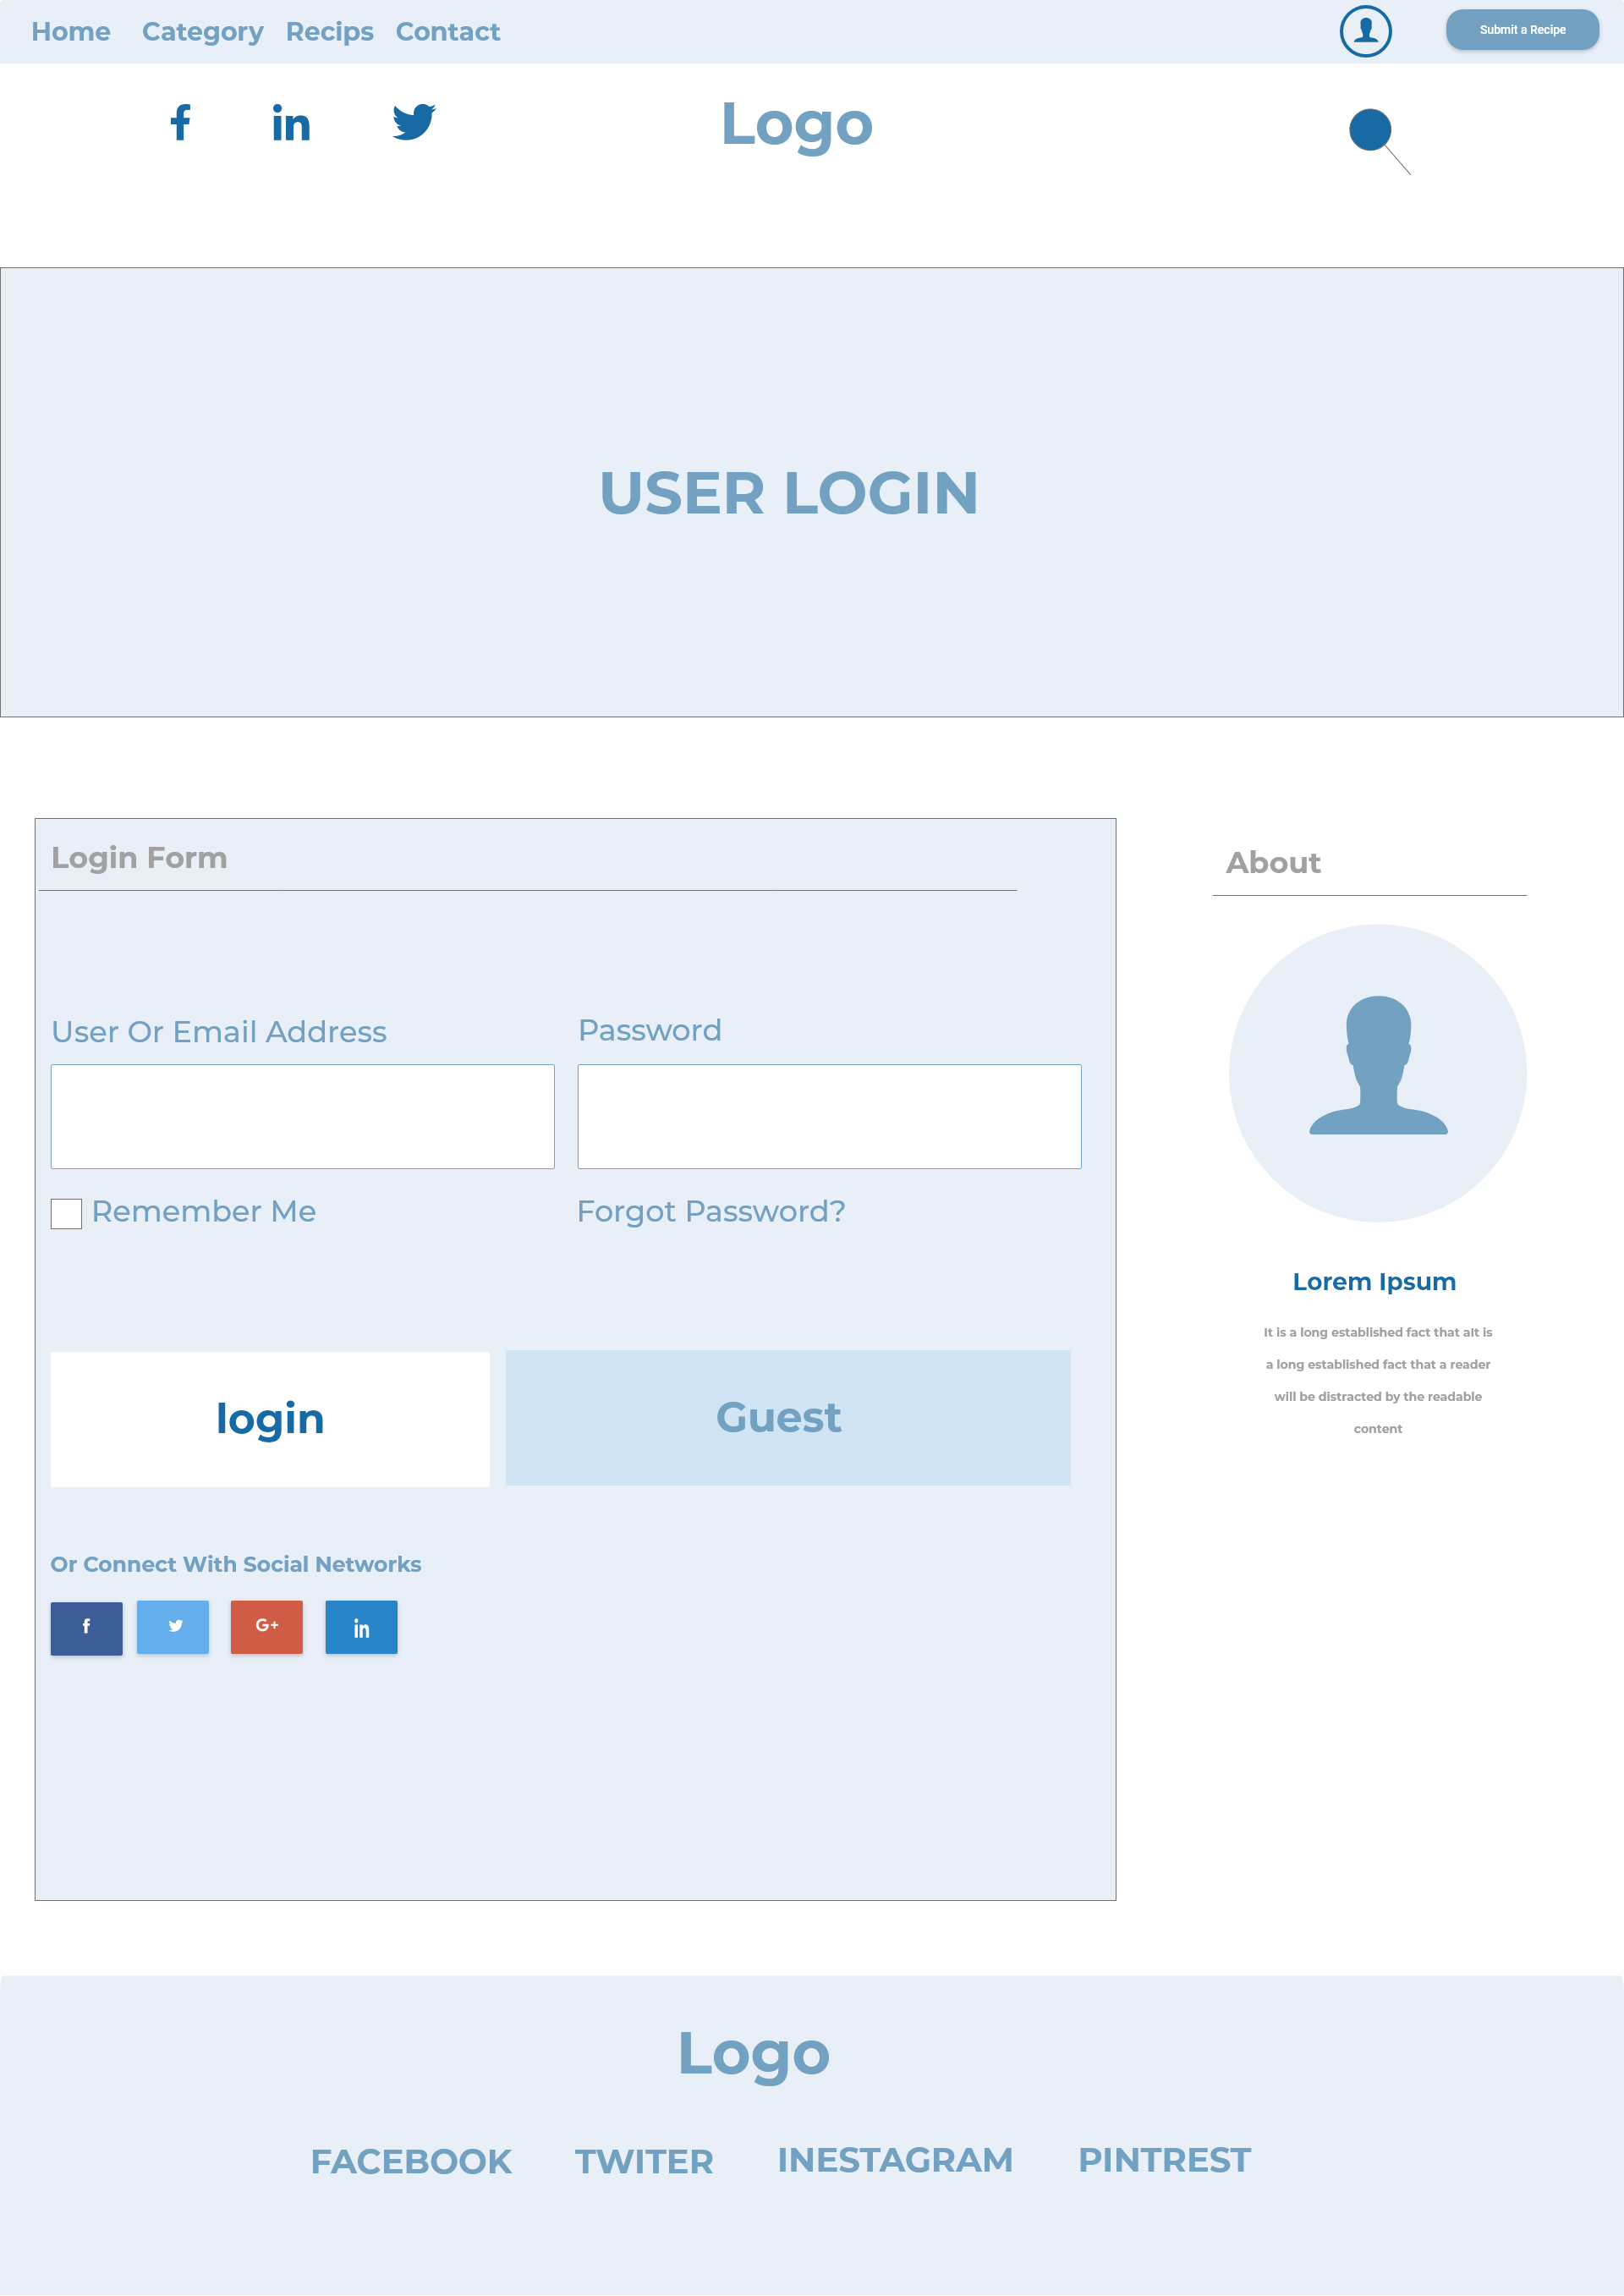 Home Category Recips Contact
Submit a Recipe
Logo
USER LOGIN
Login Form
User Or Email Address
Password
Remember Me
Forgot Password?
login
Guest
Or Connect With Social Networks
f
G+
in
About
Lorem Ipsum
It is a long established fact that aIt is
a long established fact that a reader
will be distracted by the readable
content
Logo
FACEBOOK TWITER INESTAGRAM PINTREST